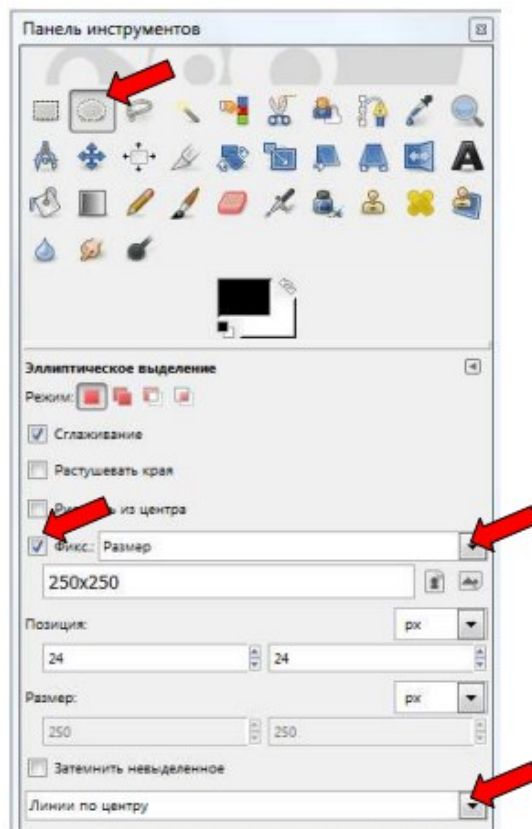 Панель инструментов
Эллиптическое выделение
Режим:
Сглаживание
Растушевать края
из центра
Фикс.: Размер
250x250
Позиция:
px
24 24
Размер:
px
250 250
Затемнить невыделенное
Линии по центру